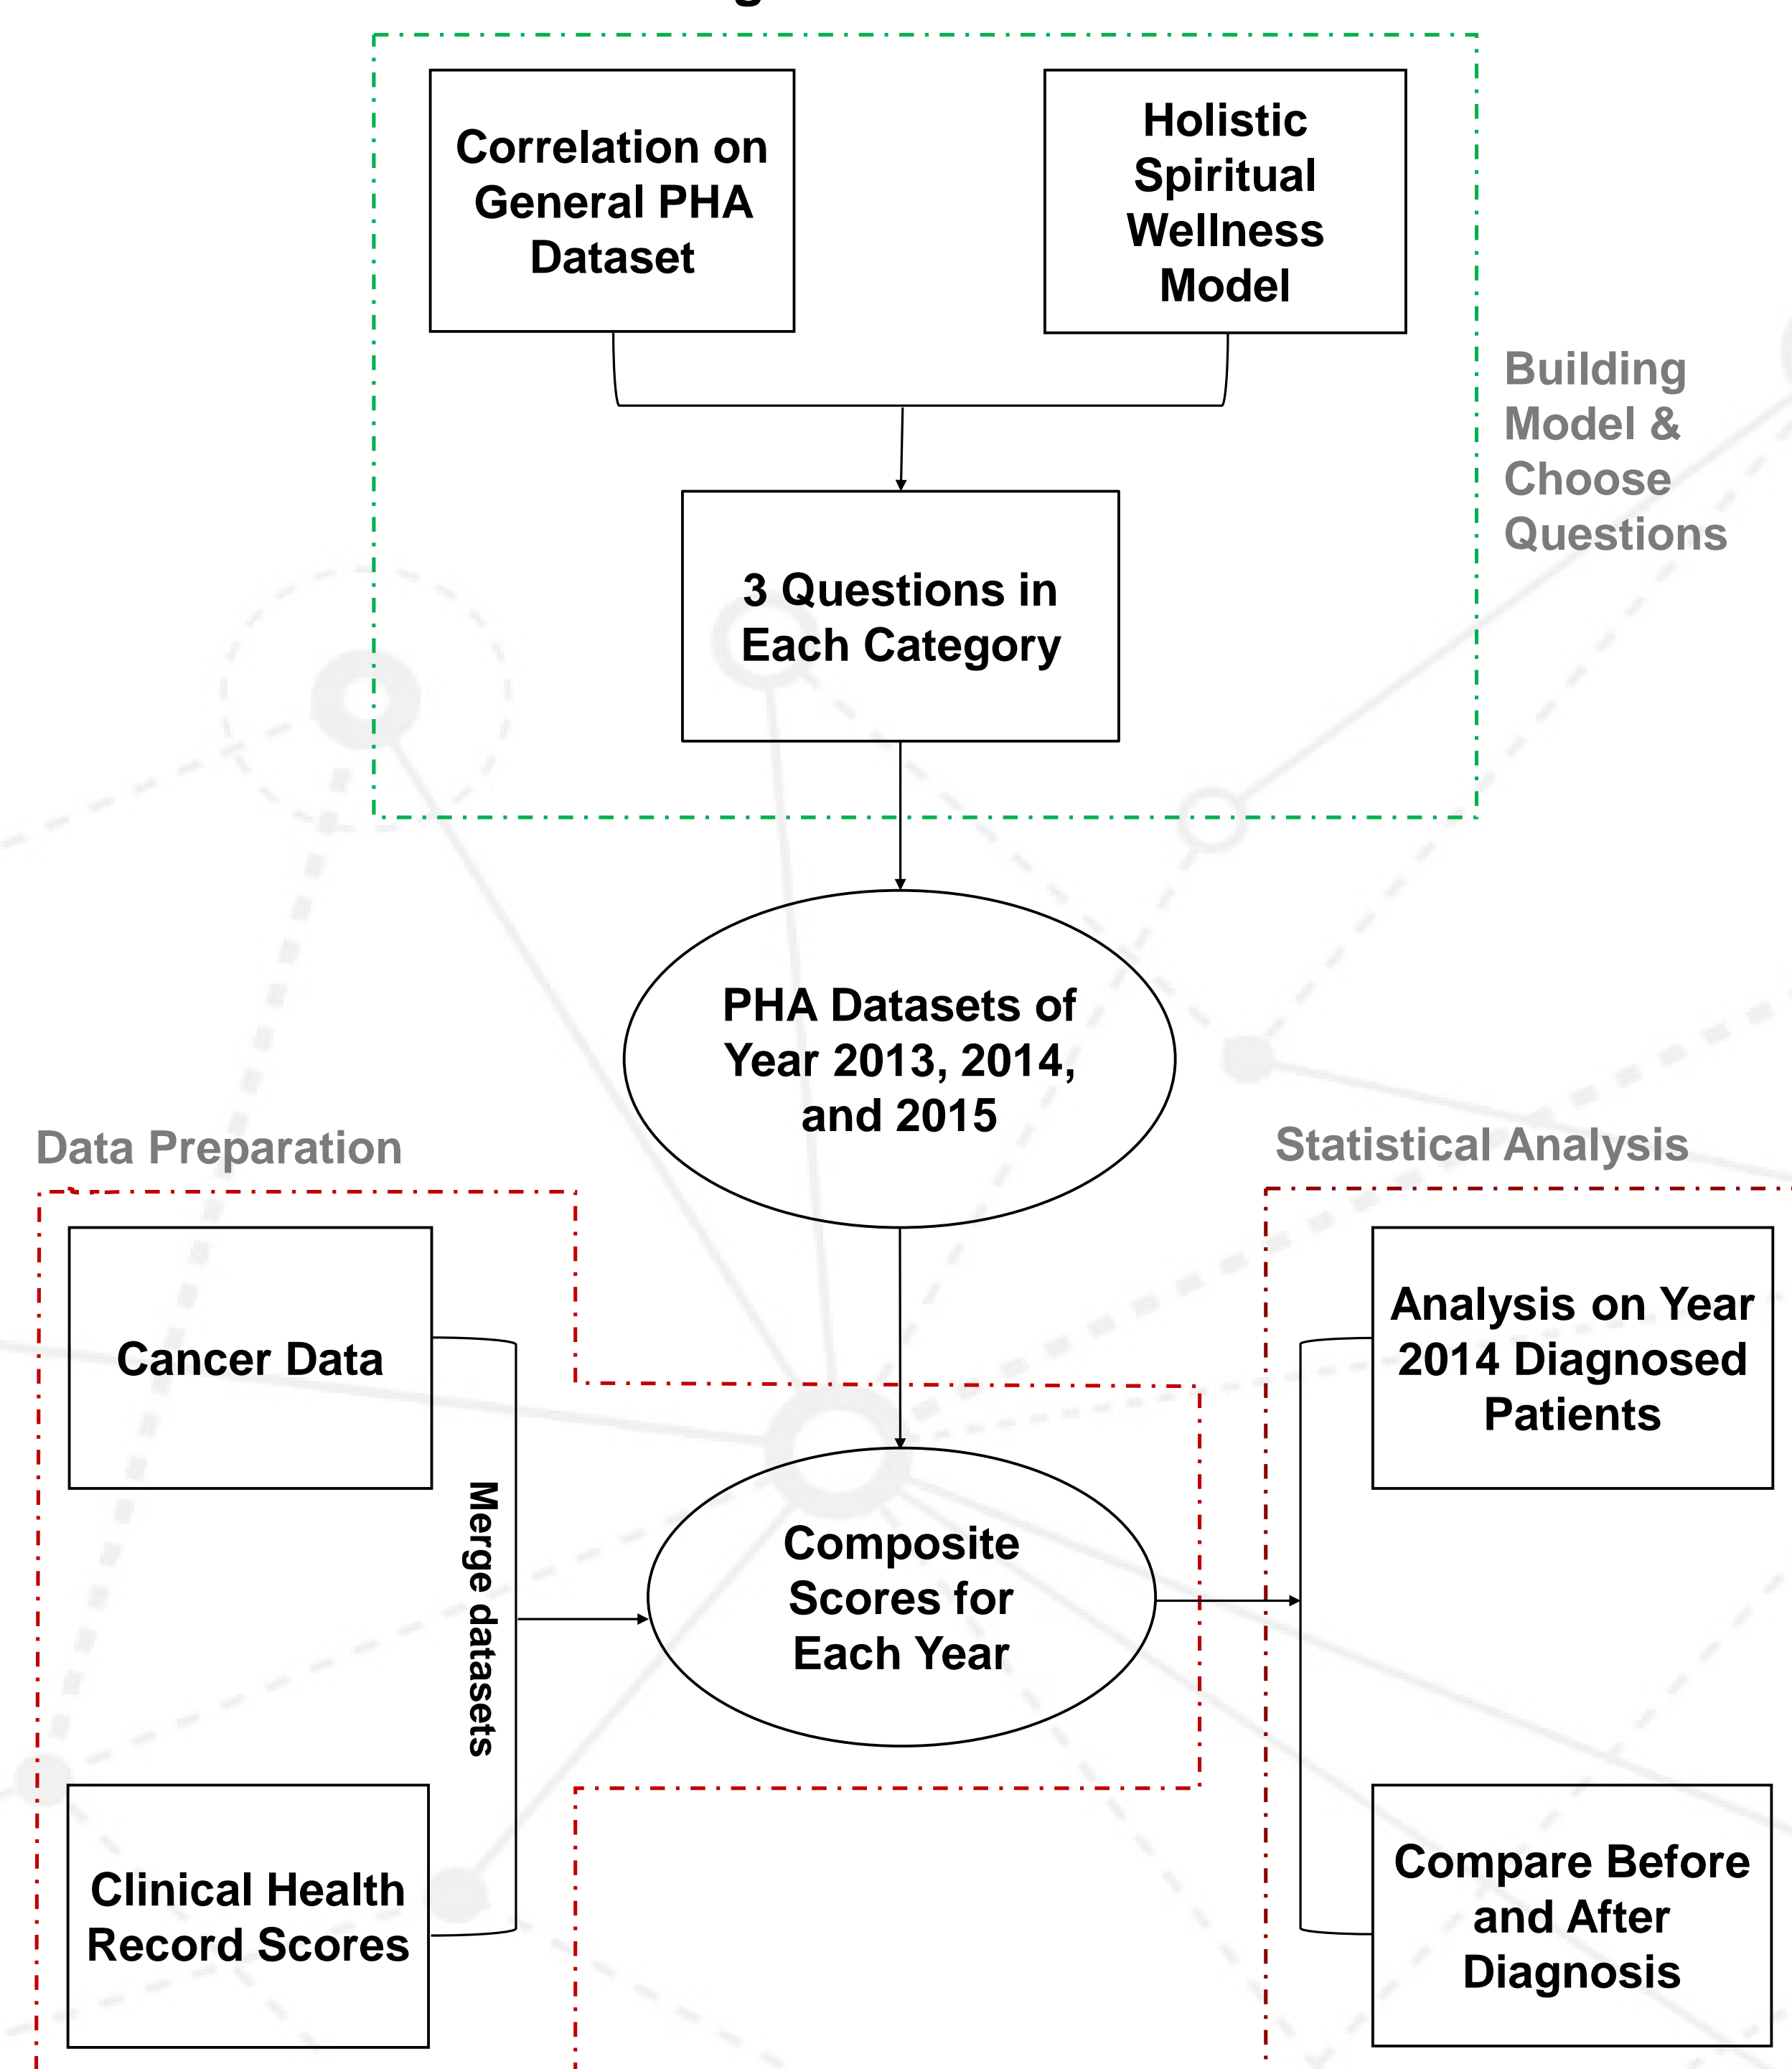 Correlation on
General PHA
Dataset
Holistic
Spiritual
Wellness
Model
Building
Model &
Choose
Questions
3 Questions in
Each Category
PHA Datasets of
Year 2013, 2014,
and 2015
Data Preparation
Statistical Analysis
Cancer Data
Analysis on Year
2014 Diagnosed
Patients
Merge datasets
Composite
Scores for
Each Year
Clinical Health
Record Scores
Compare Before
and After
Diagnosis